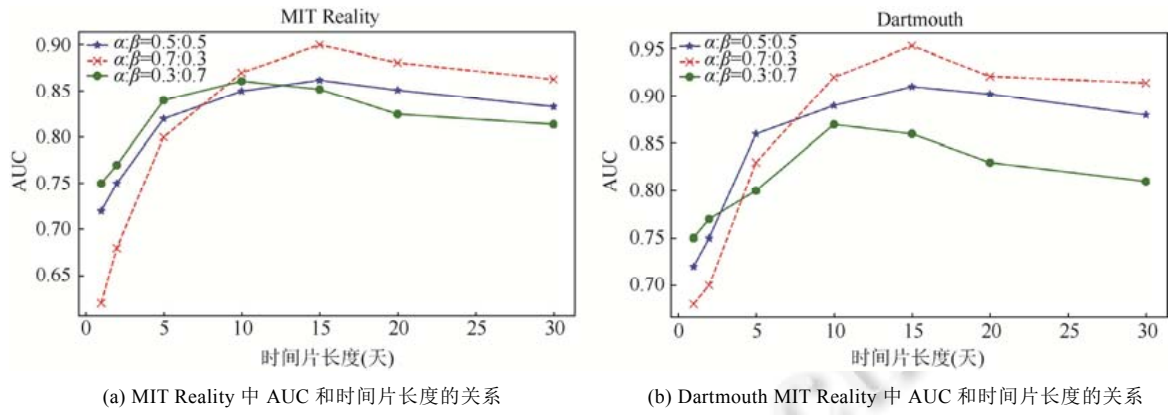 MIT Reality
α:β=0.5:0.5
α:β=0.7:0.3
α:β=0.3:0.7
0.90
0.85
0.80
0.75
0.70
0.65
AUC
0 5 10 15 20 25 30
时间片长度(天)
(a) MIT Reality 中 AUC 和时间片长度的关系
Dartmouth
α:β=0.5:0.5
α:β=0.7:0.3
α:β=0.3:0.7
0.95
0.90
0.85
0.80
0.75
0.70
AUC
0 5 10 15 20 25 30
时间片长度(天)
(b) Dartmouth MIT Reality 中 AUC 和时间片长度的关系